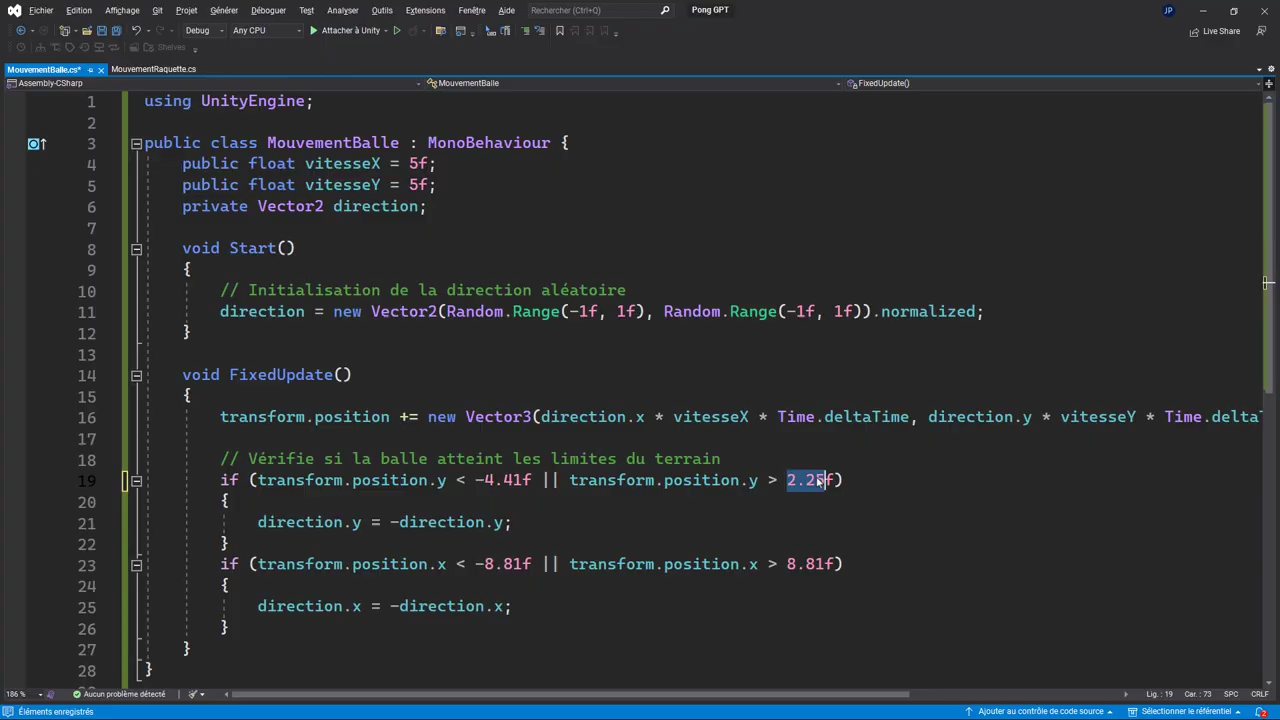 Fichier Edition Affichage Git Projet Générer Déboguer Test Analyser Outils Extensions Fenêtre Aide Rechercher (Ctrl+Q) Pong GPT JP
Debug Any CPU Attacher à Unity Live Share
Shelves
MouvementBalle.cs* MouvementRaquette.cs
Assembly-CSharp MouvementBalle FixedUpdate()
1 using UnityEngine;
2
3 public class MouvementBalle : MonoBehaviour {
4 public float vitesseX = 5f;
5 public float vitesseY = 5f;
6 private Vector2 direction;
7
8 void Start()
9 {
10 // Initialisation de la direction aléatoire
11 direction = new Vector2(Random.Range(-1f, 1f), Random.Range(-1f, 1f)).normalized;
12 }
13
14 void FixedUpdate()
15 {
16 transform.position += new Vector3(direction.x * vitesseX * Time.deltaTime, direction.y * vitesseY * Time.deltaT
17
18 // Vérifie si la balle atteint les limites du terrain
19 if (transform.position.y < -4.41f || transform.position.y > 2.25f)
20 {
21 direction.y = -direction.y;
22 }
23 if (transform.position.x < -8.81f || transform.position.x > 8.81f)
24 {
25 direction.x = -direction.x;
26 }
27 }
28 }
186 % Aucun problème détecté Lig. : 19 Car. : 73 SPC CRLF
Éléments enregistrés Ajouter au contrôle de code source Sélectionner le référentiel 2